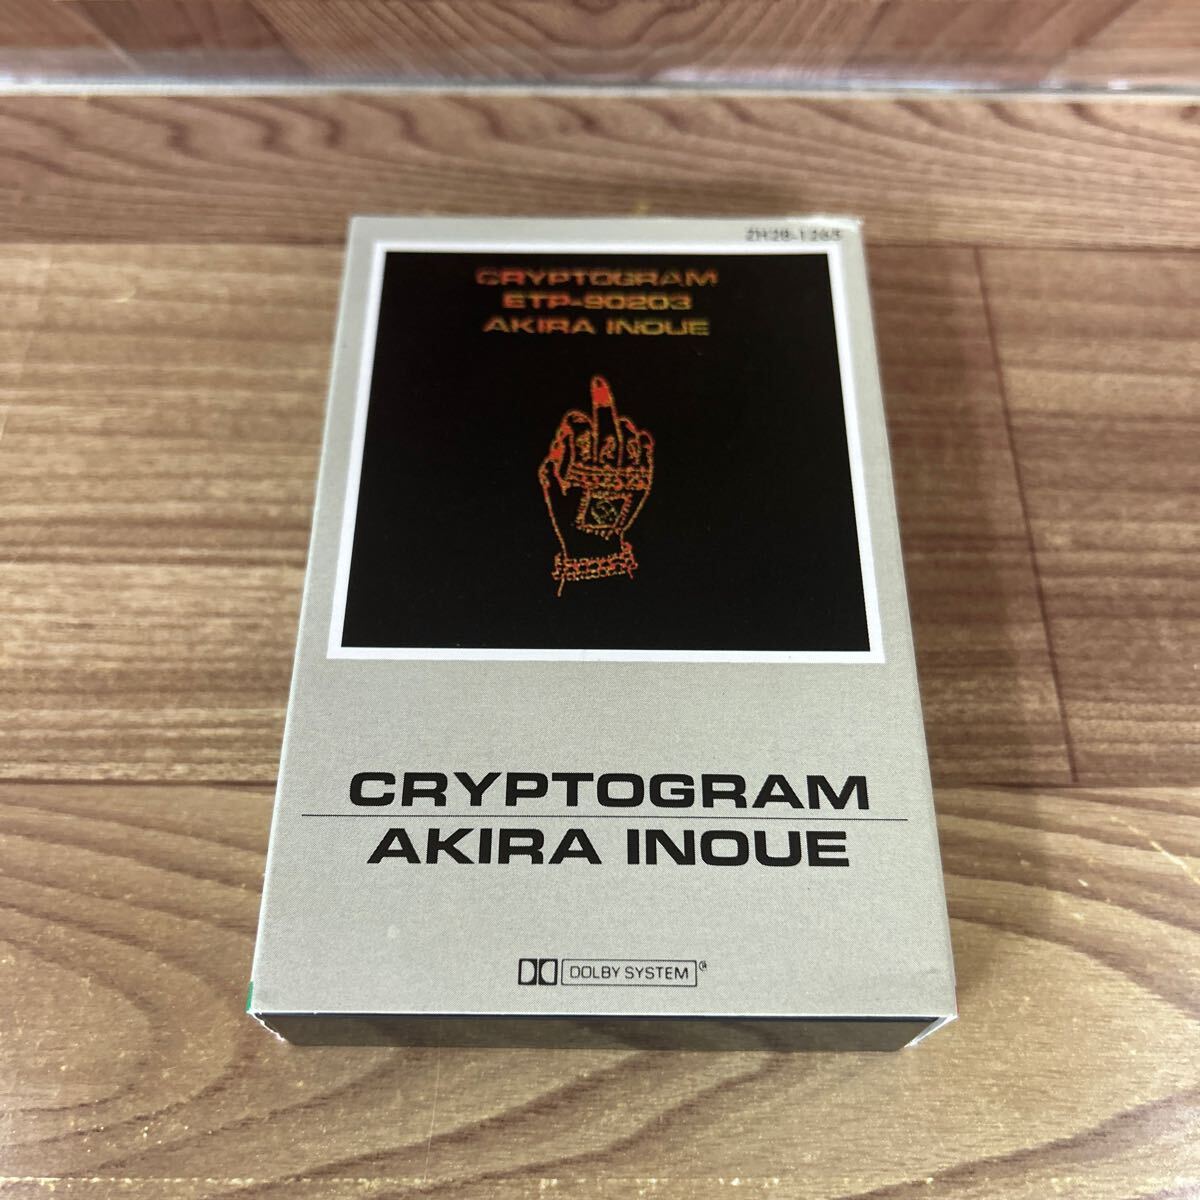 ZH28-1265
CRYPTOGRAM
ETP-90203
AKIRA INOUE
CRYPTOGRAM
AKIRA INOUE
DOLBY SYSTEM ®